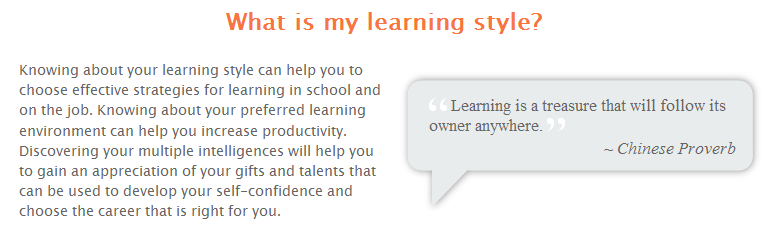 What is my learning style?
Knowing about your learning style can help you to
choose effective strategies for learning in school and
on the job. Knowing about your preferred learning
environment can help you increase productivity.
Discovering your multiple intelligences will help you
to gain an appreciation of your gifts and talents that
can be used to develop your self-confidence and
choose the career that is right for you.
“Learning is a treasure that will follow its
owner anywhere.”
~ Chinese Proverb